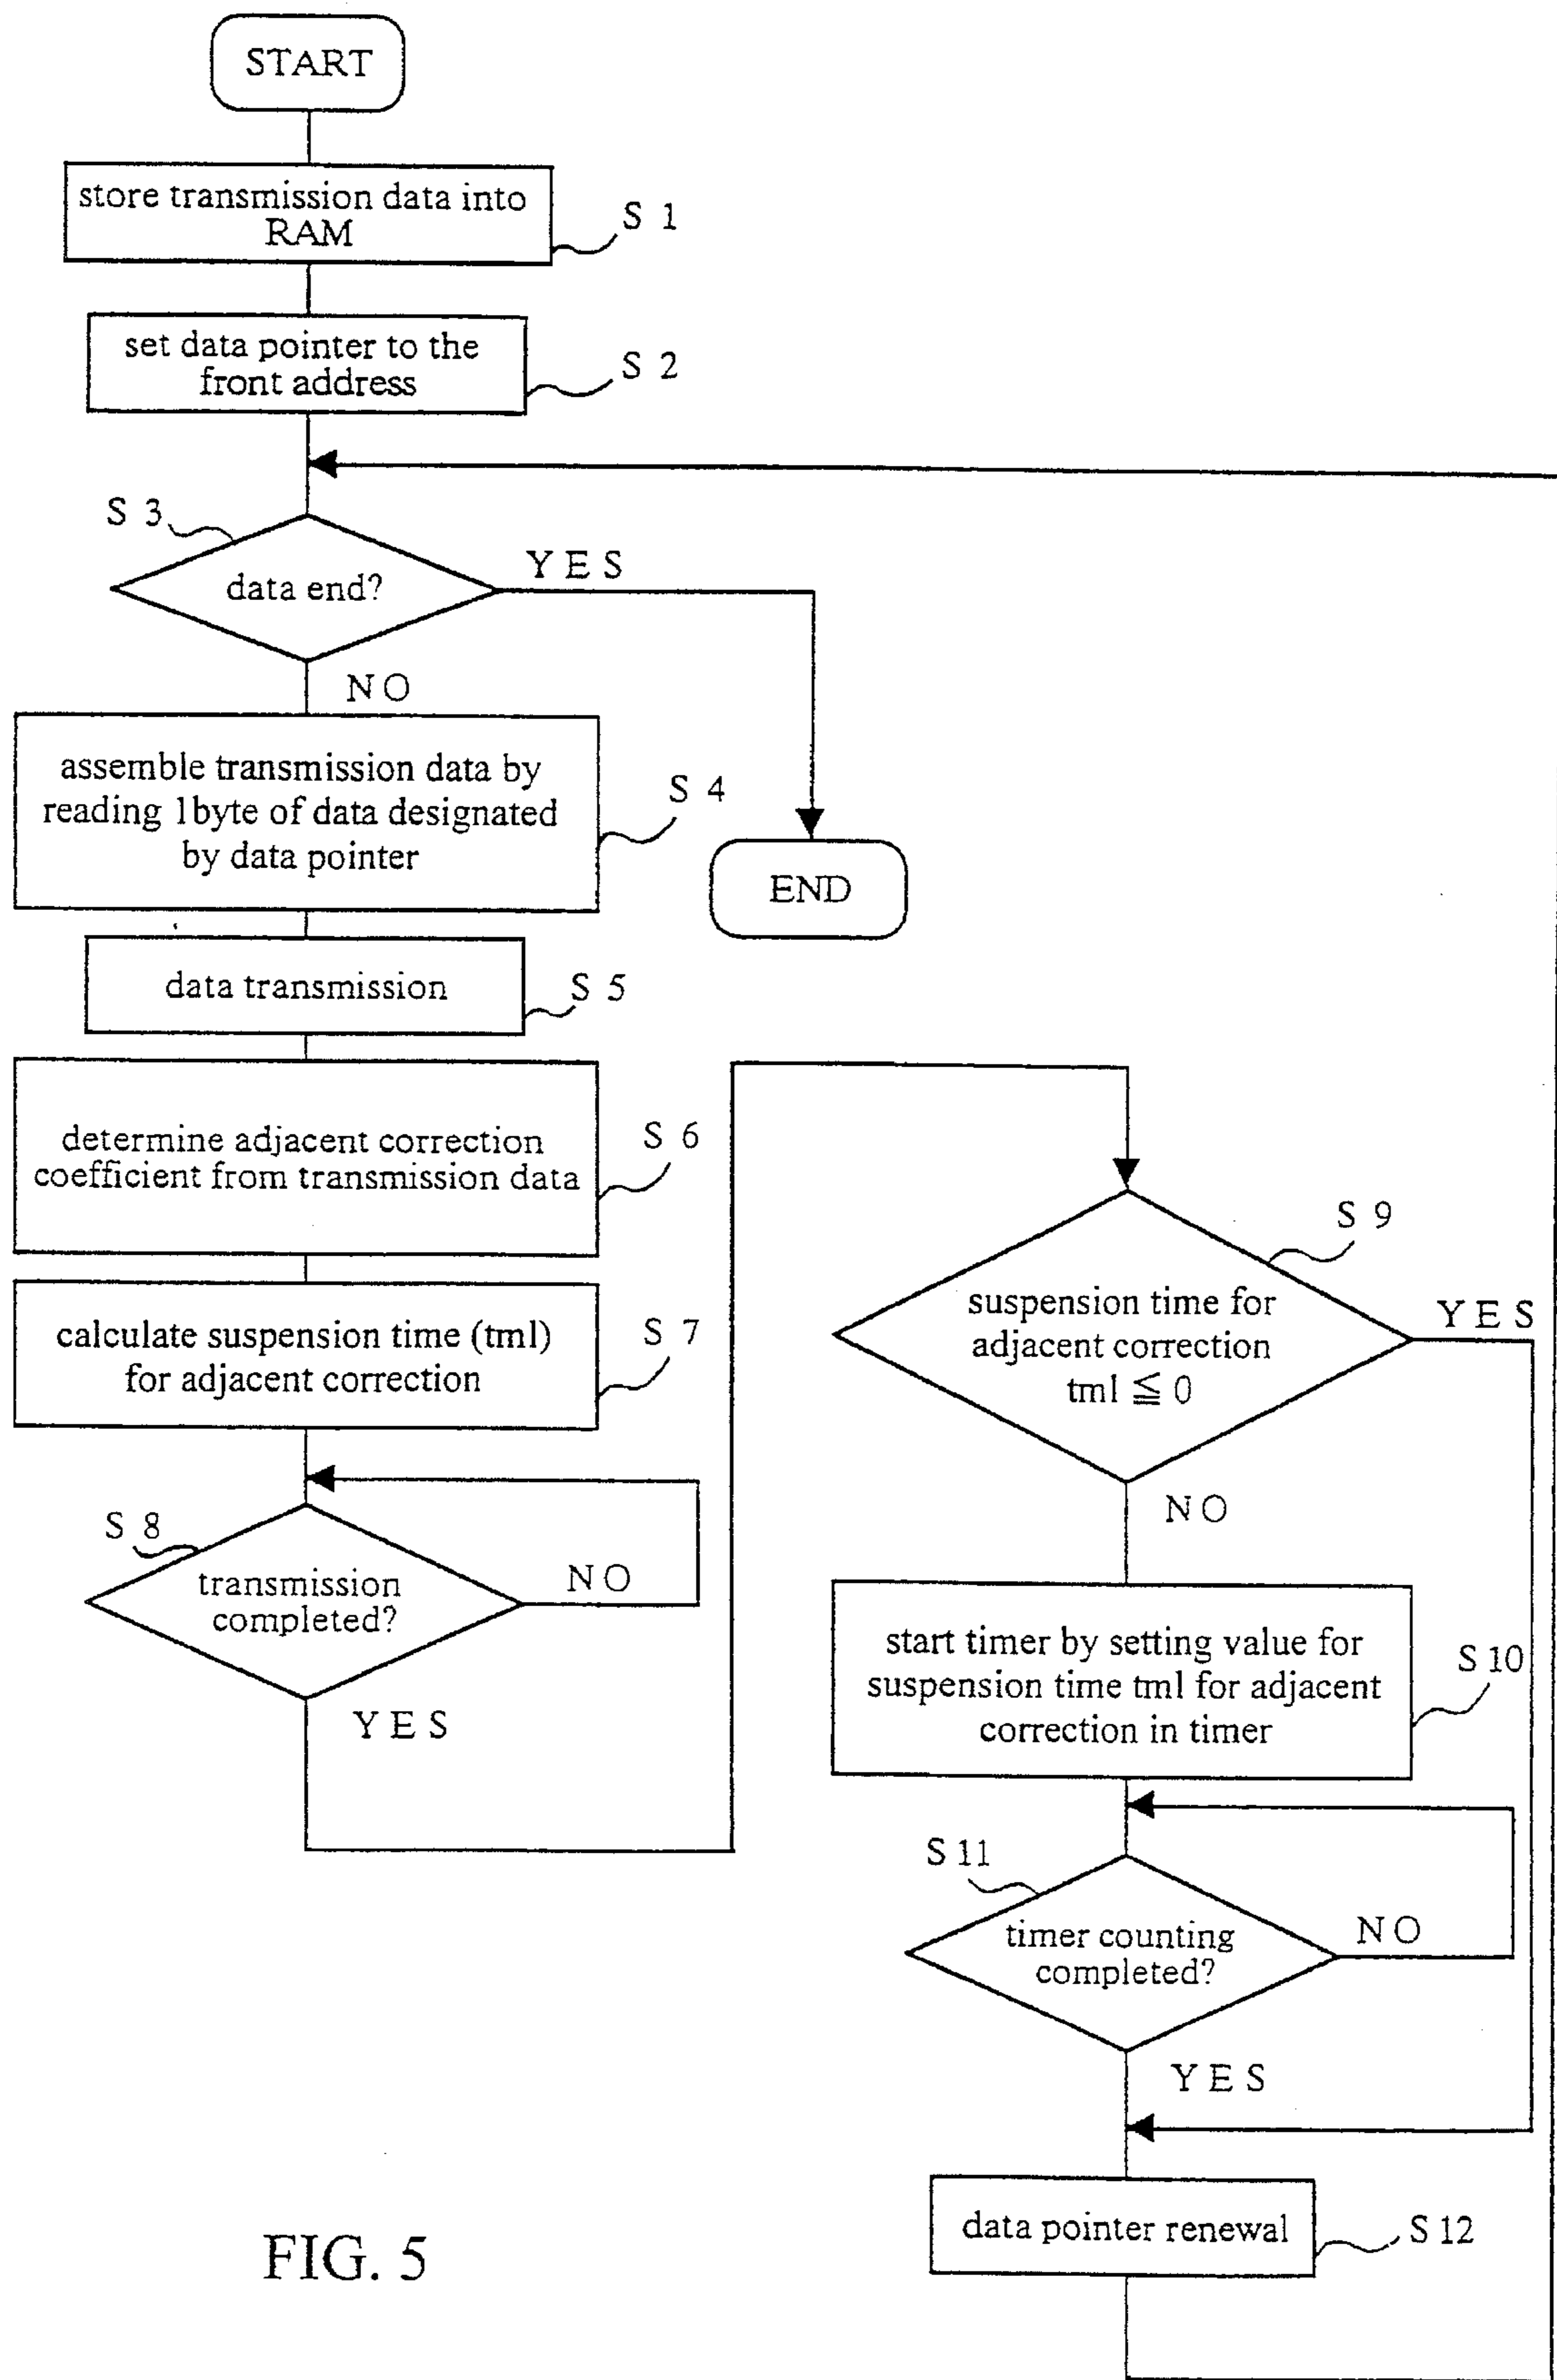 START
store transmission data into
RAM
S 1
set data pointer to the
front address
S 2
S 3
data end?
YES
NO
assemble transmission data by
reading 1byte of data designated
by data pointer
S 4
END
data transmission
S 5
determine adjacent correction
coefficient from transmission data
S 6
calculate suspension time (tml)
for adjacent correction
S 7
S 8
transmission
completed?
NO
YES
S 9
suspension time for
adjacent correction
tml ≦ 0
YES
NO
start timer by setting value for
suspension time tml for adjacent
correction in timer
S 10
S 11
timer counting
completed?
NO
YES
data pointer renewal
S 12
FIG. 5